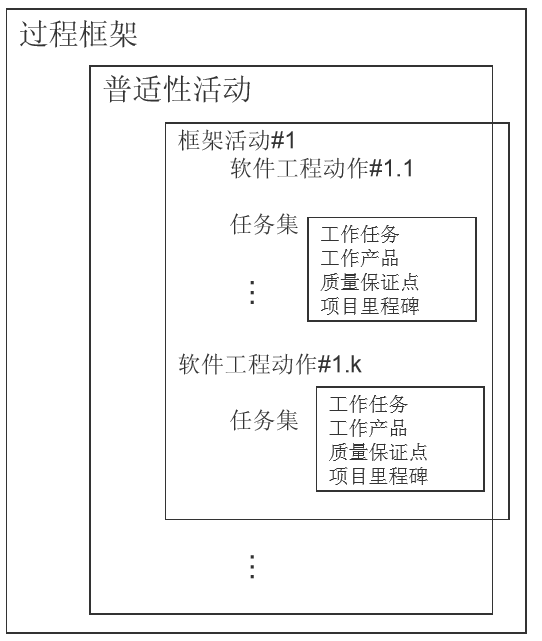 过程框架
普适性活动
框架活动#1
软件工程动作#1.1
任务集
工作任务
工作产品
质量保证点
项目里程碑
⋮
软件工程动作#1.k
任务集
工作任务
工作产品
质量保证点
项目里程碑
⋮